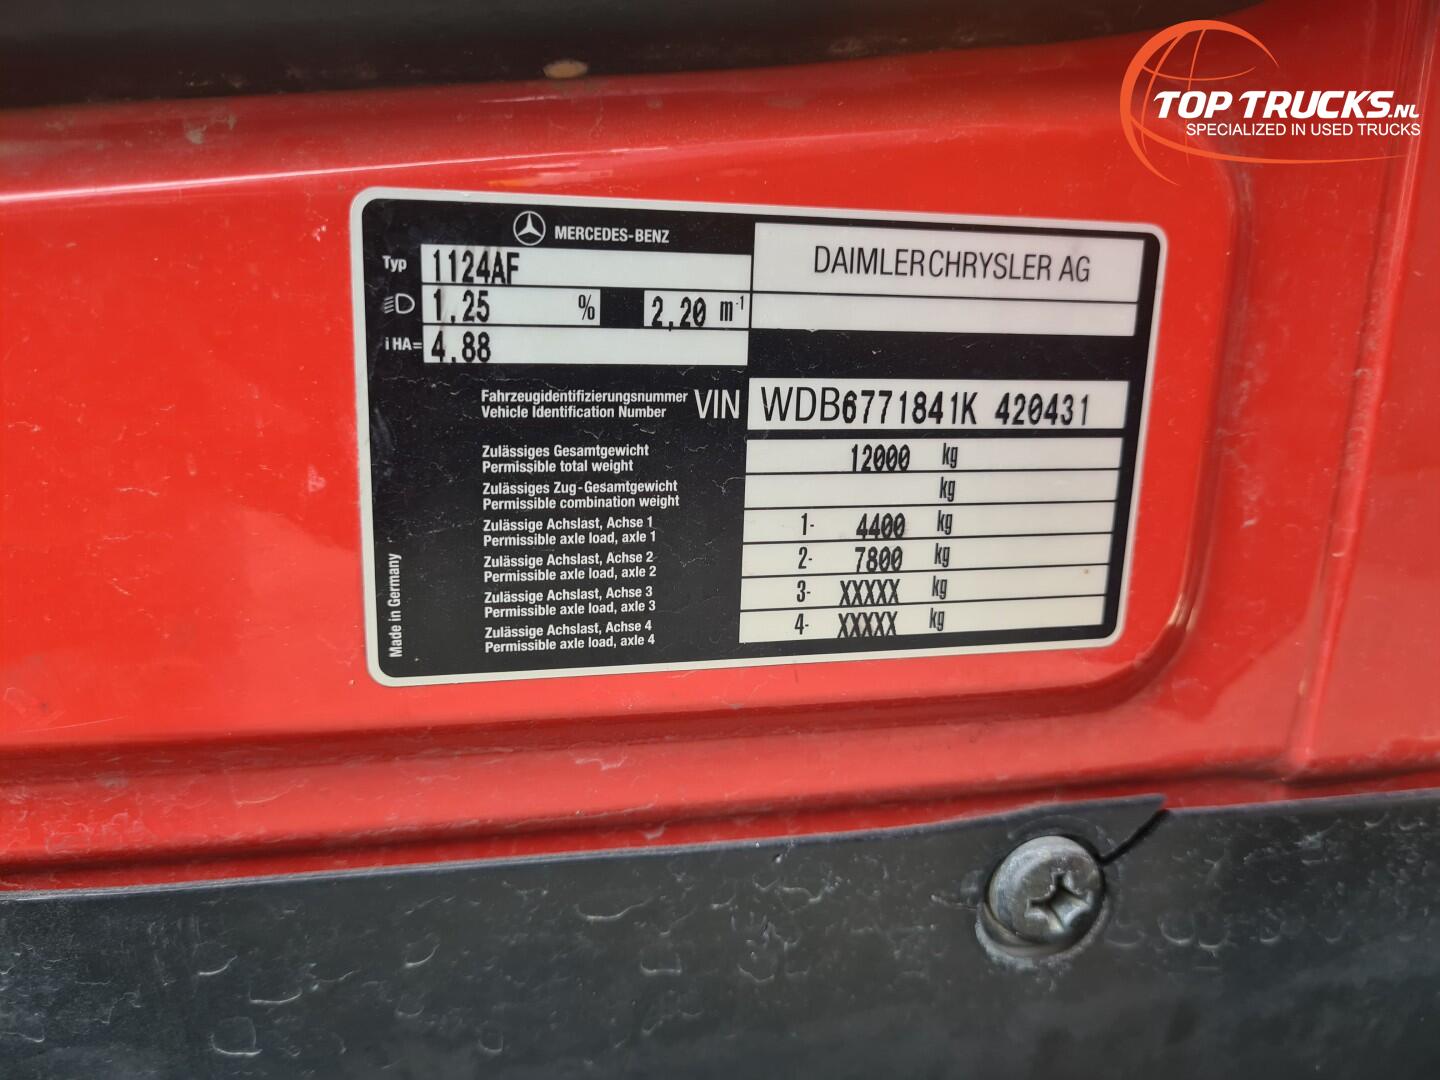 TOP TRUCKS.NL
SPECIALIZED IN USED TRUCKS
MERCEDES-BENZ
DAIMLERCHRYSLER AG
Typ 1124AF
1,25 % 2,20 m-1
i HA= 4,88
Fahrzeugidentifizierungsnummer
Vehicle Identification Number
VIN WDB6771841K 420431
Zulässiges Gesamtgewicht
Permissible total weight
12000 kg
Zulässiges Zug-Gesamtgewicht
Permissible combination weight
kg
Zulässige Achslast, Achse 1
Permissible axle load, axle 1
1- 4400 kg
Zulässige Achslast, Achse 2
Permissible axle load, axle 2
2- 7800 kg
Zulässige Achslast, Achse 3
Permissible axle load, axle 3
3- XXXXX kg
Zulässige Achslast, Achse 4
Permissible axle load, axle 4
4- XXXXX kg
Made in Germany